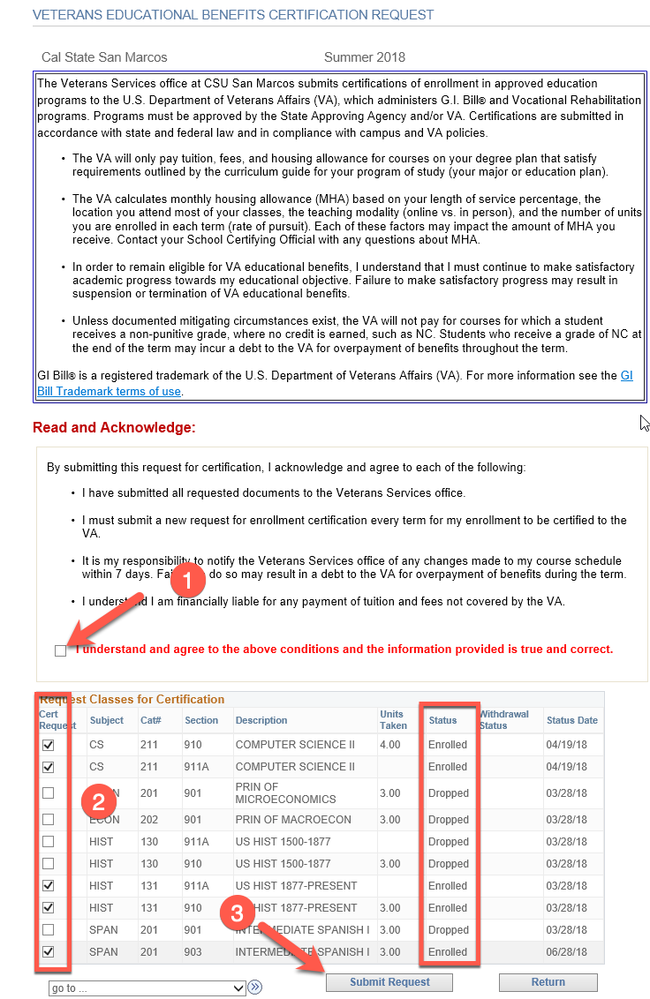 VETERANS EDUCATIONAL BENEFITS CERTIFICATION REQUEST
Cal State San Marcos Summer 2018
The Veterans Services office at CSU San Marcos submits certifications of enrollment in approved education
programs to the U.S. Department of Veterans Affairs (VA), which administers G.I. Bill® and Vocational Rehabilitation
programs. Programs must be approved by the State Approving Agency and/or VA. Certifications are submitted in
accordance with state and federal law and in compliance with campus and VA policies.
• The VA will only pay tuition, fees, and housing allowance for courses on your degree plan that satisfy
requirements outlined by the curriculum guide for your program of study (your major or education plan).
• The VA calculates monthly housing allowance (MHA) based on your length of service percentage, the
location you attend most of your classes, the teaching modality (online vs. in person), and the number of units
you are enrolled in each term (rate of pursuit). Each of these factors may impact the amount of MHA you
receive. Contact your School Certifying Official with any questions about MHA.
• In order to remain eligible for VA educational benefits, I understand that I must continue to make satisfactory
academic progress towards my educational objective. Failure to make satisfactory progress may result in
suspension or termination of VA educational benefits.
• Unless documented mitigating circumstances exist, the VA will not pay for courses for which a student
receives a non-punitive grade, where no credit is earned, such as NC. Students who receive a grade of NC at
the end of the term may incur a debt to the VA for overpayment of benefits throughout the term.
GI Bill® is a registered trademark of the U.S. Department of Veterans Affairs (VA). For more information see the GI
Bill Trademark terms of use.
Read and Acknowledge:
By submitting this request for certification, I acknowledge and agree to each of the following:
• I have submitted all requested documents to the Veterans Services office.
• I must submit a new request for enrollment certification every term for my enrollment to be certified to the
VA.
• It is my responsibility to notify the Veterans Services office of any changes made to my course schedule
within 7 days. do so may result in a debt to the VA for overpayment of benefits during the term.
1
• I understand I am financially liable for any payment of tuition and fees not covered by the VA.
I understand and agree to the above conditions and the information provided is true and correct.
Request Classes for Certification
Cert Request Subject Cat# Section Description Units Taken Status Withdrawal Status Status Date
CS 211 910 COMPUTER SCIENCE II 4.00 Enrolled 04/19/18
CS 211 911A COMPUTER SCIENCE II Enrolled 04/19/18
201 901 PRIN OF MICROECONOMICS 3.00 Dropped 03/28/18
2
ECON 202 901 PRIN OF MACROECON 3.00 Dropped 03/28/18
HIST 130 911A US HIST 1500-1877 Dropped 03/28/18
HIST 130 910 US HIST 1500-1877 3.00 Dropped 03/28/18
HIST 131 911A US HIST 1877-PRESENT Enrolled 03/28/18
HIST 131 910 HIST 1877-PRESENT 3.00 Enrolled 03/28/18
3
SPAN 201 901 INTERMEDIATE SPANISH I 3.00 Dropped 03/28/18
SPAN 201 903 INTERMEDIATE SPANISH I 3.00 Enrolled 06/28/18
go to ... Submit Request Return